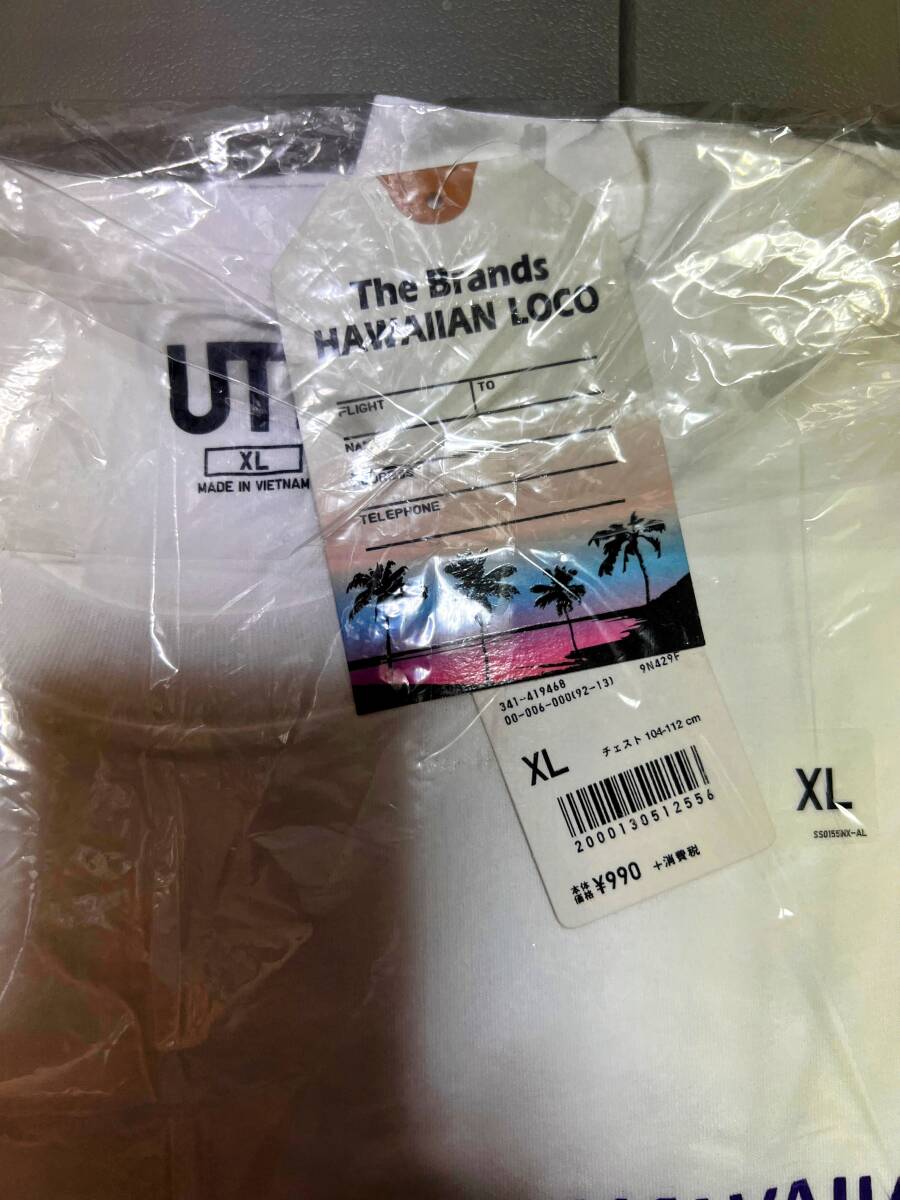 The Brands
HAWAIIAN LOCO
FLIGHT
TO
TELEPHONE
UT
XL
MADE IN VIETNAM
341-419468
00-006-000(92-13)
9N429F
XL
チェスト 104-112 cm
2000130512556
本体価格 ¥990 +消費税
XL
SS0155NX-AL